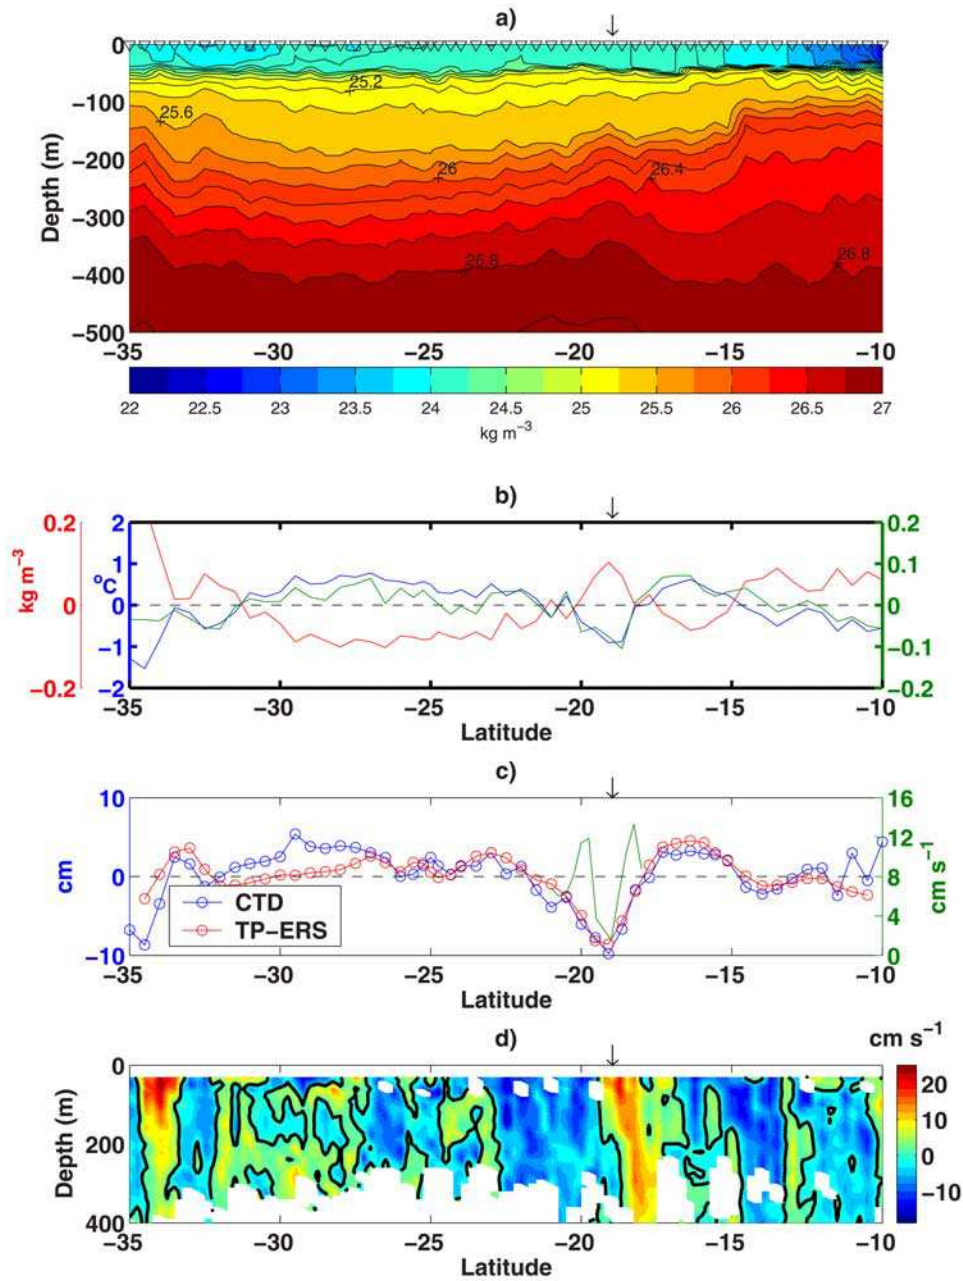 a)
0
−100
−200
−300
−400
−500
Depth (m)
25.2
25.6
26
26.4
26.8
26.8
−35 −30 −25 −20 −15 −10
22 22.5 23 23.5 24 24.5 25 25.5 26 26.5 27
kg m−3
b)
0.2 2 0.2
1 0.1
kg m−3 0 °C 0 0
−1 −0.1
−0.2 −2 −0.2
−35 −30 −25 −20 −15 −10
Latitude
c)
10 16
12
cm 0 8 cm s−1
4
−10 0
CTD
TP−ERS
−35 −30 −25 −20 −15 −10
Latitude
d) cm s−1
0
200
400
Depth (m)
20
10
0
−10
−35 −30 −25 −20 −15 −10
Latitude